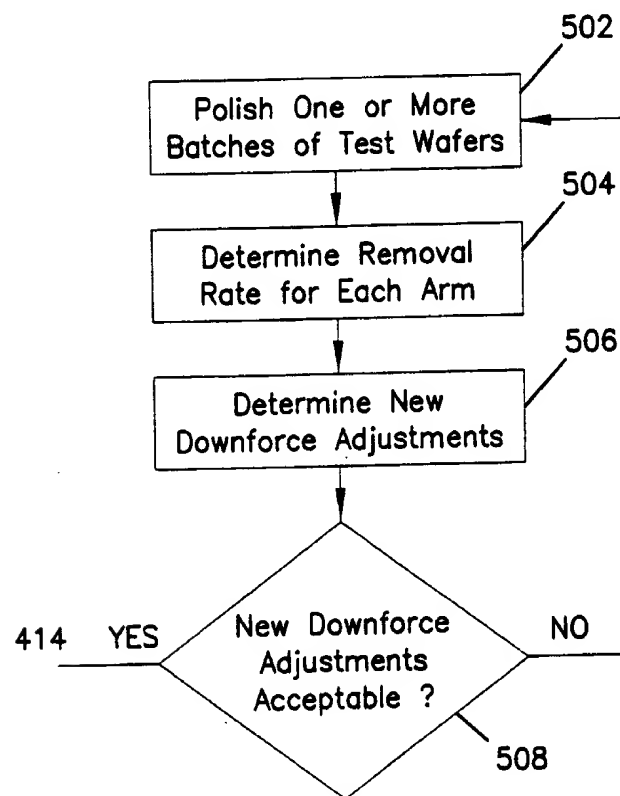 502
Polish One or More
Batches of Test Wafers
504
Determine Removal
Rate for Each Arm
506
Determine New
Downforce Adjustments
414 YES
New Downforce
Adjustments
Acceptable ?
NO
508